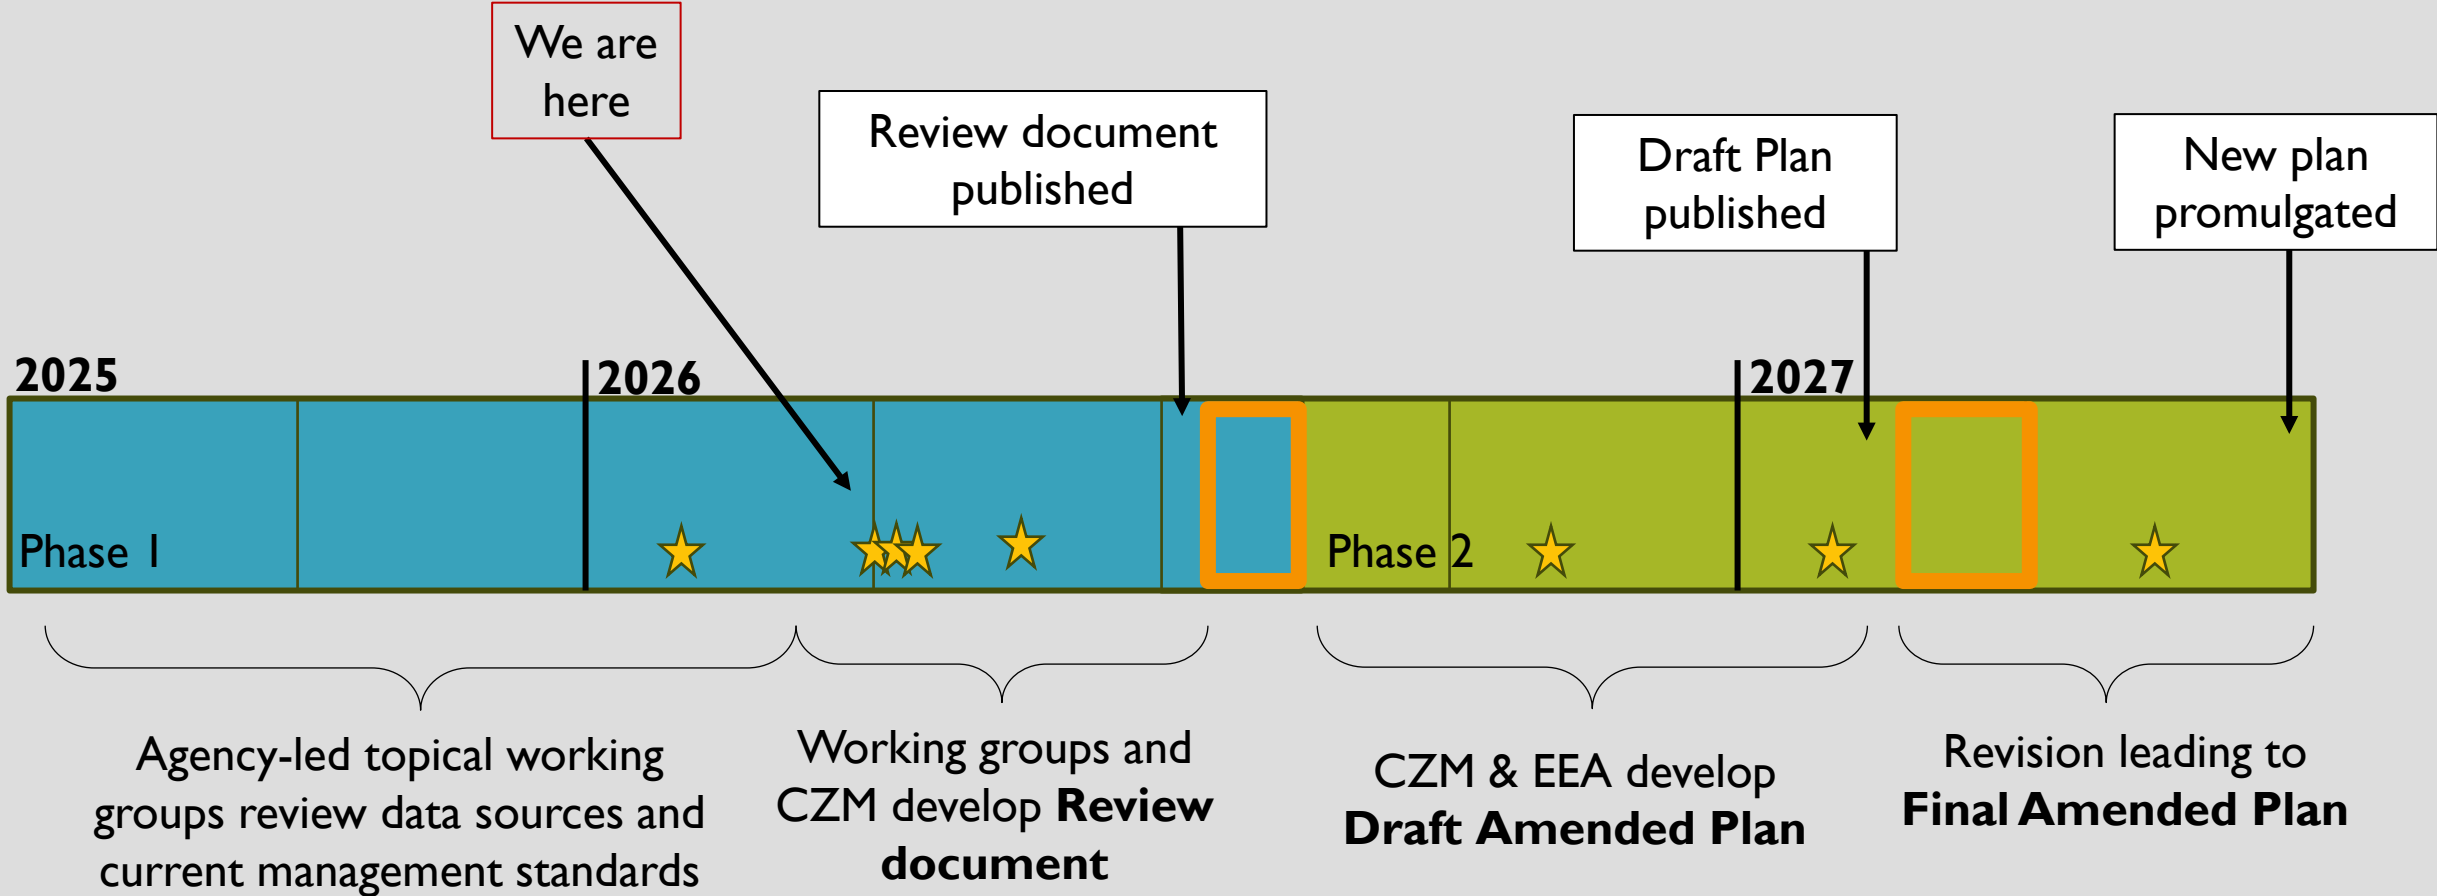 We are
here
Review document
published
Draft Plan
published
New plan
promulgated
2025
2026
2027
Phase 1
Phase 2
Agency-led topical working
groups review data sources and
current management standards
Working groups and
CZM develop Review
document
CZM & EEA develop
Draft Amended Plan
Revision leading to
Final Amended Plan